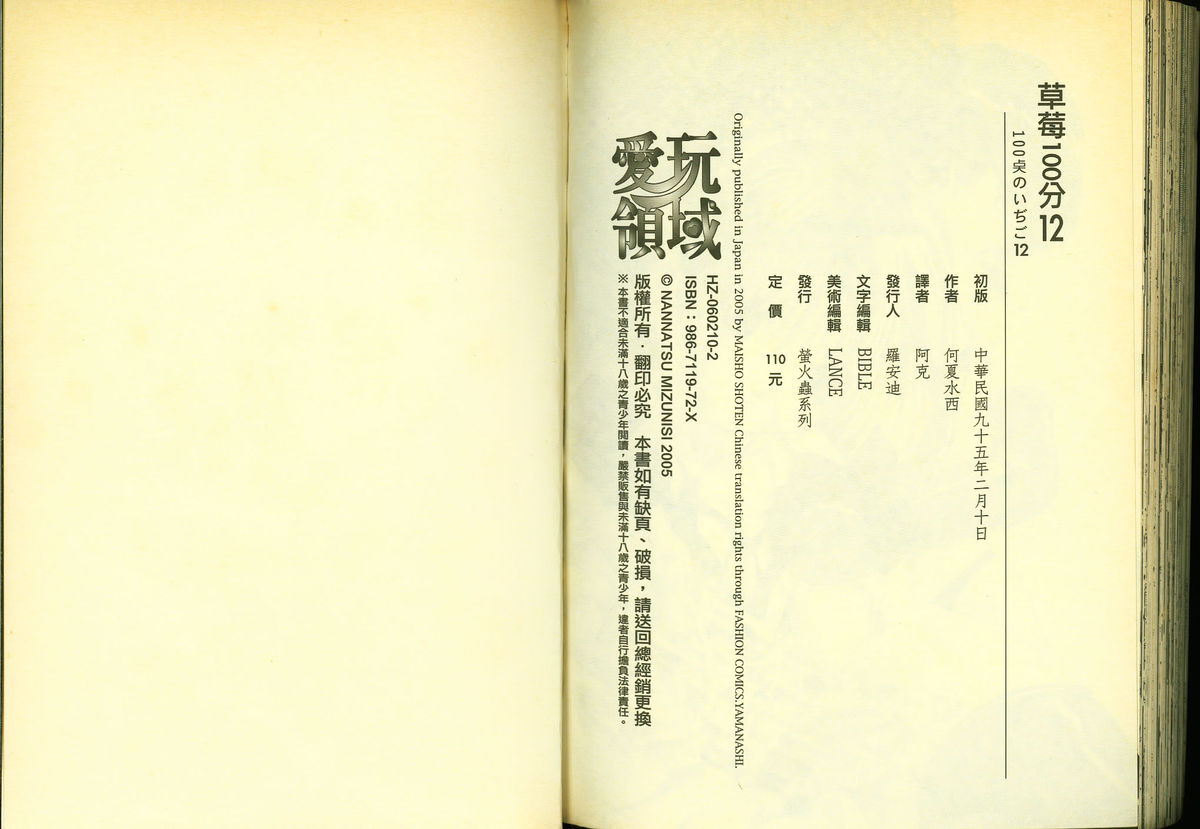 草莓100分12
100点のいちご12
初版 中華民國九十五年二月十日
作者 何夏水西
譯者 阿克
發行人 羅安迪
文字編輯 BIBLE
美術編輯 LANCE
發行 螢火蟲系列
定價 110元
Originally published in Japan in 2005 by MAISHO SHOTEN Chinese translation rights through FASHION COMICS.YAMANASHI.
玩域
愛領
HZ-060210-2
ISBN：986-7119-72-X
© NANNATSU MIZUNISI 2005
版權所有．翻印必究 本書如有缺頁、破損，請送回總經銷更換
※本書不適合未滿十八歲之青少年閱讀，嚴禁販售與未滿十八歲之青少年，違者自行擔負法律責任。